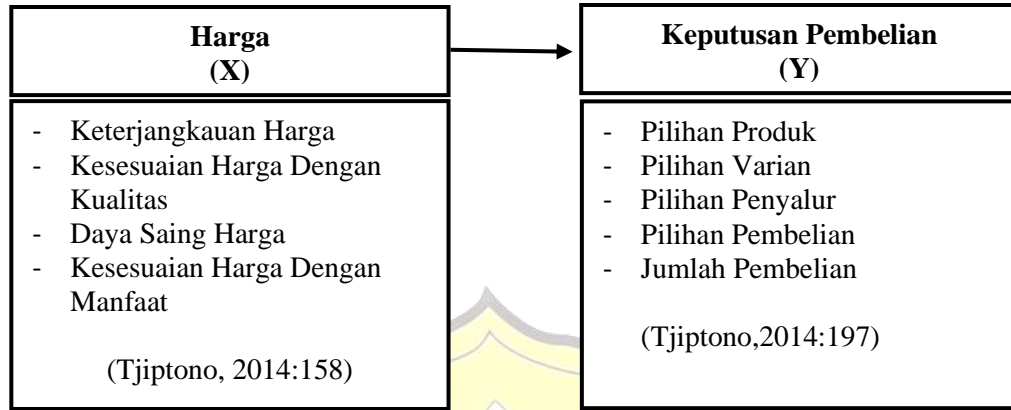 Harga
(X)
- Keterjangkauan Harga
- Kesesuaian Harga Dengan
Kualitas
- Daya Saing Harga
- Kesesuaian Harga Dengan
Manfaat
(Tjiptono, 2014:158)
Keputusan Pembelian
(Y)
- Pilihan Produk
- Pilihan Varian
- Pilihan Penyalur
- Pilihan Pembelian
- Jumlah Pembelian
(Tjiptono,2014:197)